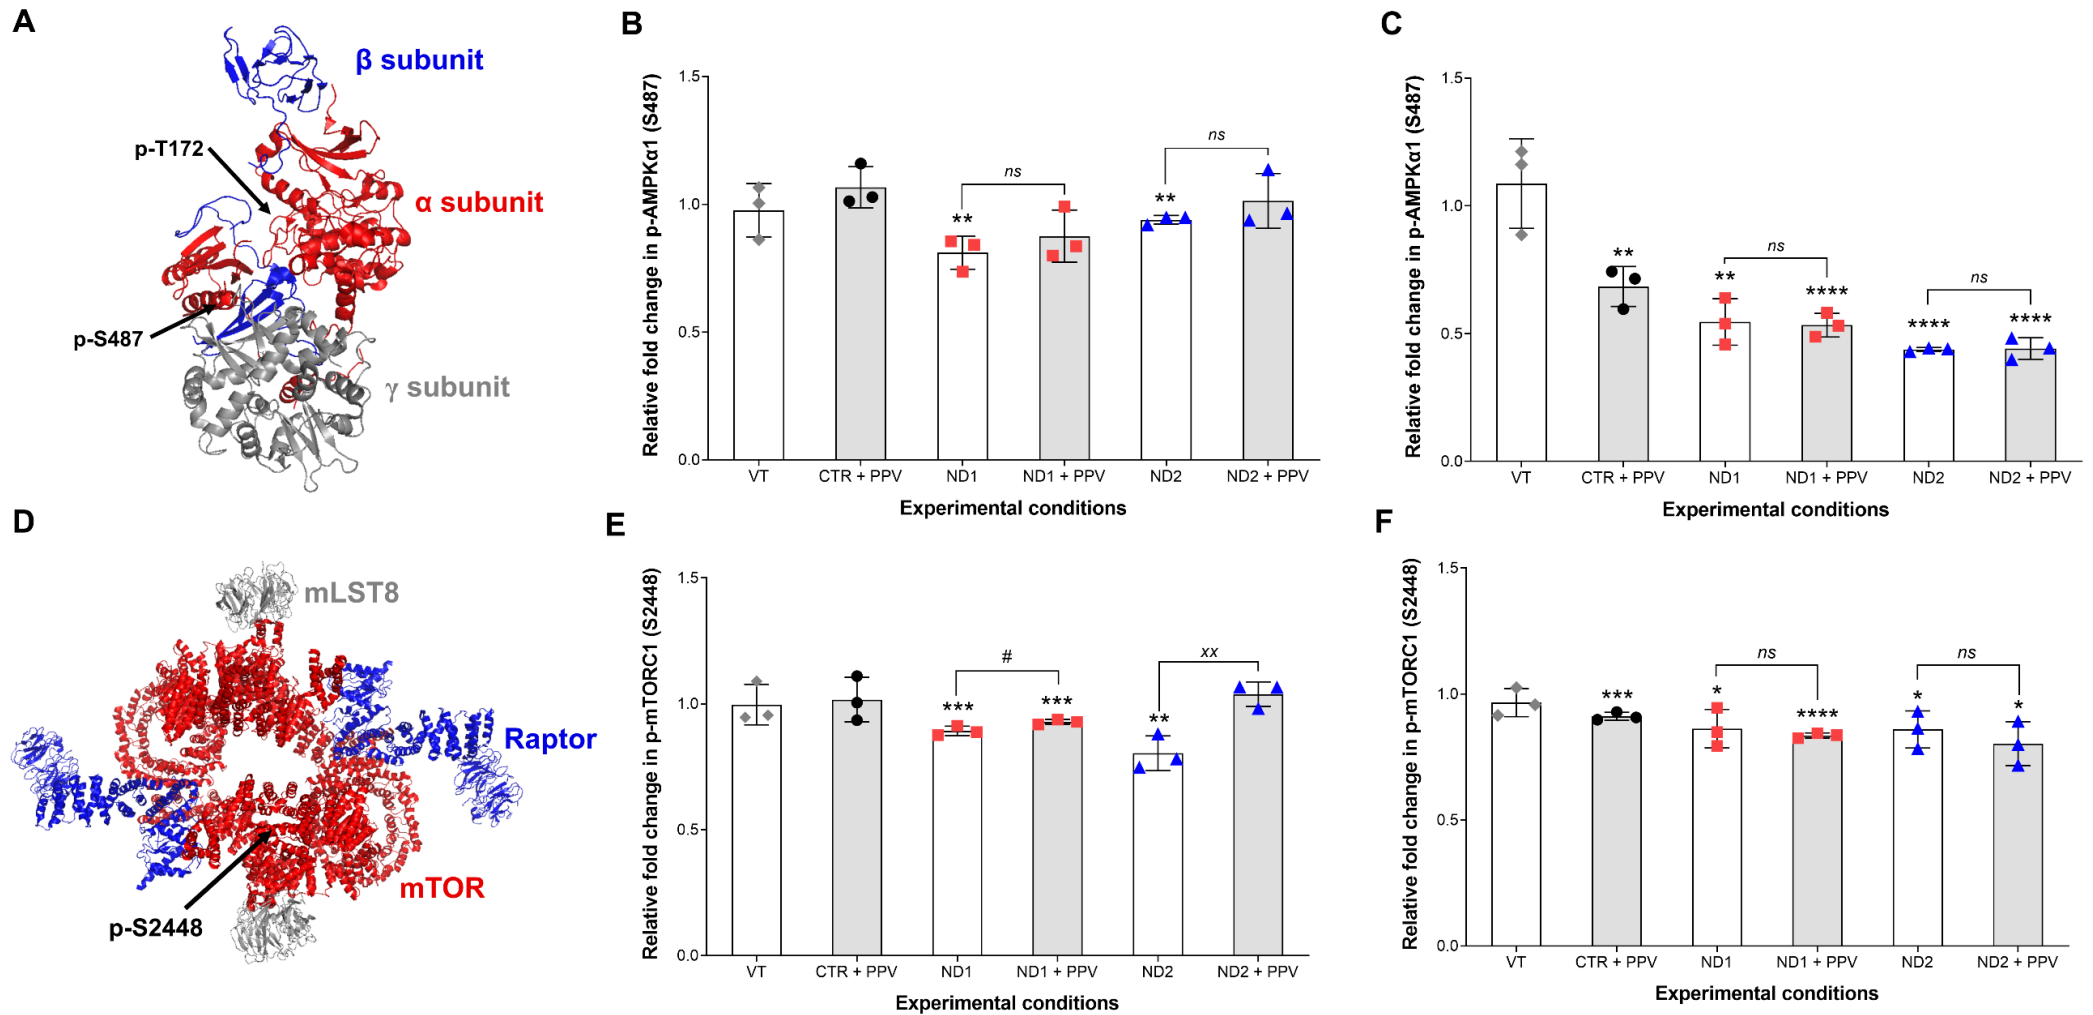 A
β subunit
p-T172
α subunit
p-S487
γ subunit
B
Relative fold change in p-AMPKα1 (S487)
1.5
1.0
0.5
0.0
**
ns
**
ns
VT
CTR + PPV
ND1
ND1 + PPV
ND2
ND2 + PPV
Experimental conditions
C
Relative fold change in p-AMPKα1 (S487)
1.5
1.0
0.5
0.0
**
**
ns
****
****
ns
****
VT
CTR + PPV
ND1
ND1 + PPV
ND2
ND2 + PPV
Experimental conditions
D
mLST8
Raptor
mTOR
p-S2448
E
Relative fold change in p-mTORC1 (S2448)
1.5
1.0
0.5
0.0
***
#
***
**
xx
VT
CTR + PPV
ND1
ND1 + PPV
ND2
ND2 + PPV
Experimental conditions
F
Relative fold change in p-mTORC1 (S2448)
1.5
1.0
0.5
0.0
***
*
ns
****
*
ns
*
VT
CTR + PPV
ND1
ND1 + PPV
ND2
ND2 + PPV
Experimental conditions